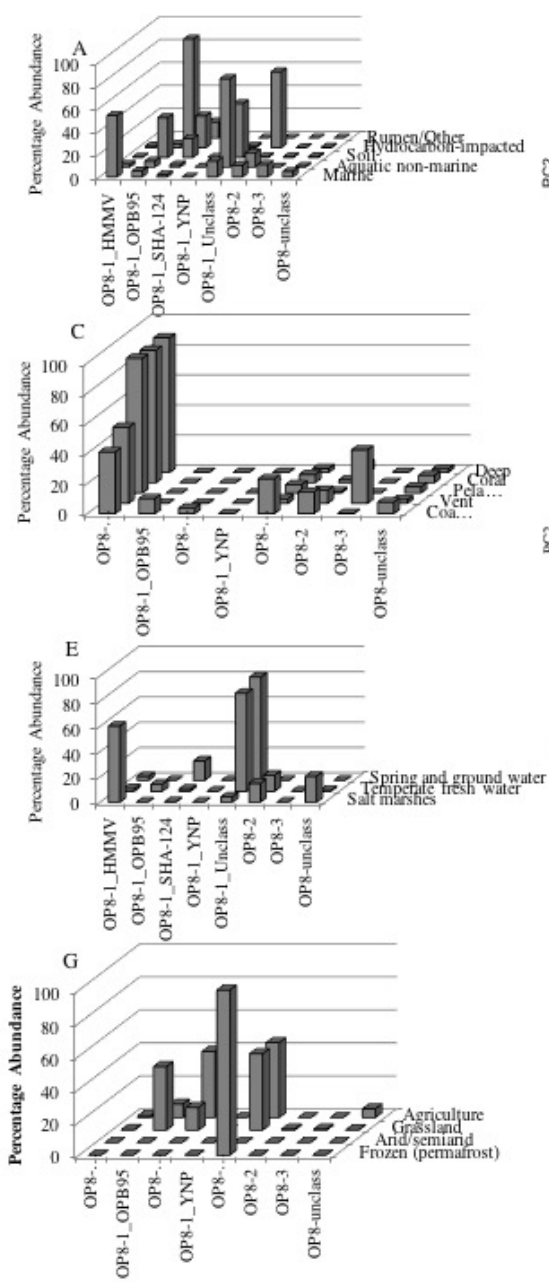 A
Percentage Abundance
100
80
60
40
20
0
Rumen/Other
Hydrocarbon-impacted
Soil
Aquatic non-marine
Marine
OP8-1_HMMV
OP8-1_OPB95
OP8-1_SHA-124
OP8-1_YNP
OP8-1_Unclass
OP8-2
OP8-3
OP8-unclass
C
Percentage Abundance
100
80
60
40
20
0
Deep
Coral
Pela…
Vent
Coa…
OP8-..
OP8-1_OPB95
OP8-..
OP8-1_YNP
OP8-..
OP8-2
OP8-3
OP8-unclass
E
Percentage Abundance
100
80
60
40
20
0
Spring and ground water
Temperate fresh water
Salt marshes
OP8-1_HMMV
OP8-1_OPB95
OP8-1_SHA-124
OP8-1_YNP
OP8-1_Unclass
OP8-2
OP8-3
OP8-unclass
G
Percentage Abundance
100
80
60
40
20
0
Agriculture
Grassland
Arid/semiarid
Frozen (permafrost)
OP8-..
OP8-1_OPB95
OP8-..
OP8-1_YNP
OP8-..
OP8-2
OP8-3
OP8-unclass